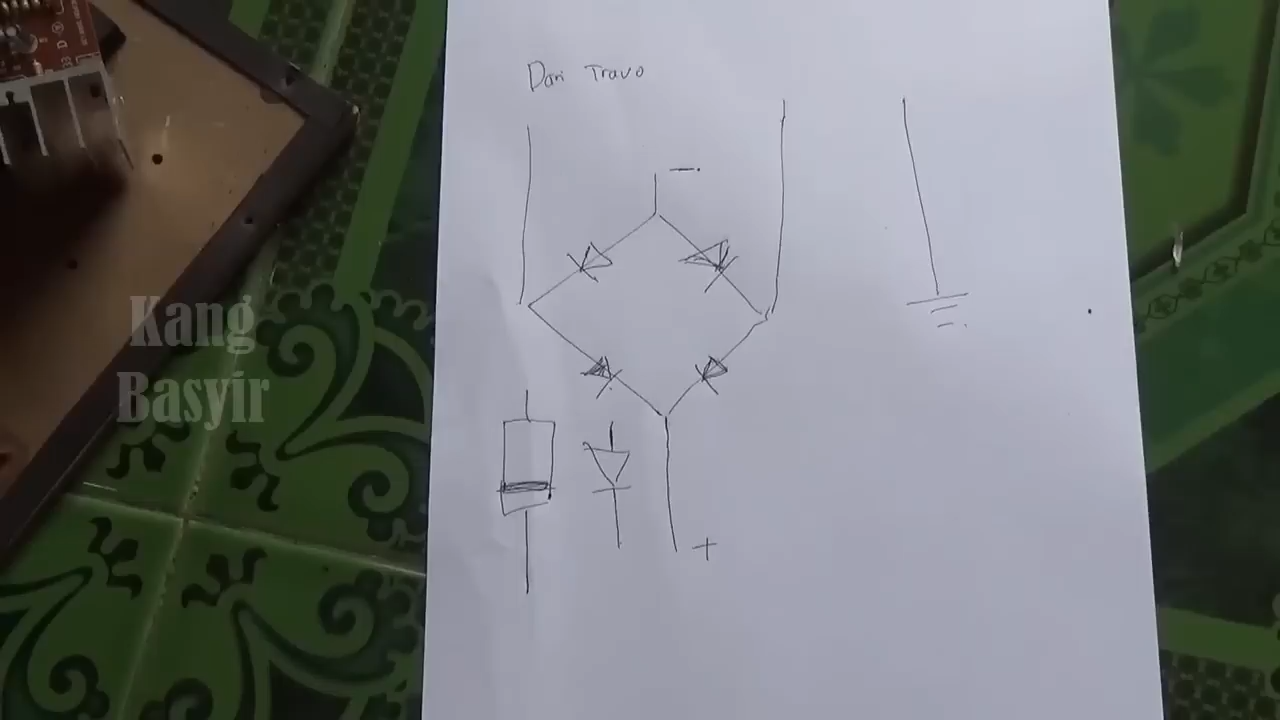 Dari Travo
−
+
Kang
Basyir